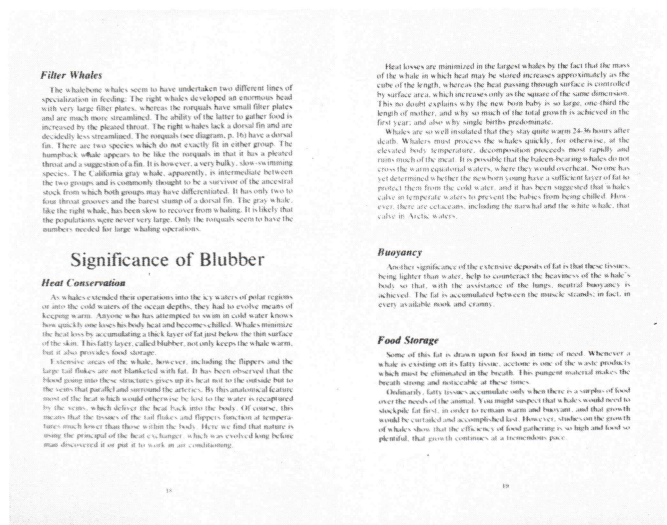 Filter Whales
The whalebone whales seem to have undertaken two different lines of
specialization in feeding: The right whales developed an enormous head
with very large filter plates, whereas the rorquals have small filter plates
and are much more streamlined. The ability of the latter to gather food is
increased by the pleated throat. The right whales lack a dorsal fin and are
decidedly less streamlined. The rorquals (see diagram, p. 16) have a dorsal
fin. There are two species which do not exactly fit in either group. The
humpback whale appears to be like the rorquals in that it has a pleated
throat and a suggestion of a fin. It is however, a very bulky, slow-swimming
species. The California gray whale, apparently, is intermediate between
the two groups and is commonly thought to be a survivor of the ancestral
stock from which both groups may have differentiated. It has only two to
four throat grooves and the barest stump of a dorsal fin. The gray whale,
like the right whale, has been slow to recover from whaling. It is likely that
the populations were never very large. Only the rorquals seem to have the
numbers needed for large whaling operations.
Significance of Blubber
Heat Conservation
As whales extended their operations into the icy waters of polar regions
or into the cold waters of the ocean depths, they had to evolve means of
keeping warm. Anyone who has attempted to swim in cold water knows
how quickly one loses his body heat and becomes chilled. Whales minimize
the heat loss by accumulating a thick layer of fat just below the thin surface
of the skin. This fatty layer, called blubber, not only keeps the whale warm,
but it also provides food storage.
Extensive areas of the whale, however, including the flippers and the
large tail flukes are not blanketed with fat. It has been observed that the
blood going into these structures gives up its heat not to the outside but to
the veins that parallel and surround the arteries. By this anatomical feature
most of the heat which would otherwise be lost to the water is recaptured
by the veins, which deliver the heat back into the body. Of course, this
means that the tissues of the tail flukes and flippers function at tempera-
tures much lower than those within the body. Here we find that nature is
using the principal of the heat exchanger, which was evolved long before
man discovered it or put it to work in air conditioning.
Heat losses are minimized in the largest whales by the fact that the mass
of the whale in which heat may be stored increases approximately as the
cube of the length, whereas the heat passing through surface is controlled
by surface area, which increases only as the square of the same dimension.
This no doubt explains why the new born baby is so large, one-third the
length of mother, and why so much of the total growth is achieved in the
first year; and also why single births predominate.
Whales are so well insulated that they stay quite warm 24-36 hours after
death. Whalers must process the whales quickly, for otherwise, at the
elevated body temperature, decomposition proceeds most rapidly and
ruins much of the meat. It is possible that the baleen-bearing whales do not
cross the warm equatorial waters, where they would overheat. No one has
yet determined whether the newborn young have a sufficient layer of fat to
protect them from the cold water, and it has been suggested that whales
calve in temperate waters to prevent the babies from being chilled. How-
ever, there are cetaceans, including the narwhal and the white whale, that
calve in Arctic waters.
Buoyancy
Another significance of the extensive deposits of fat is that these tissues,
being lighter than water, help to counteract the heaviness of the whale's
body so that, with the assistance of the lungs, neutral buoyancy is
achieved. The fat is accumulated between the muscle strands; in fact, in
every available nook and cranny.
Food Storage
Some of this fat is drawn upon for food in time of need. Whenever a
whale is existing on its fatty tissue, acetone is one of the waste products
which must be eliminated in the breath. This pungent material makes the
breath strong and noticeable at these times.
Ordinarily, fatty tissues accumulate only when there is a surplus of food
over the needs of the animal. You might suspect that whales would need to
stockpile fat first, in order to remain warm and buoyant, and that growth
would be curtailed and accomplished last. However, studies on the growth
of whales show that the efficiency of food gathering is so high and food so
plentiful, that growth continues at a tremendous pace.
19